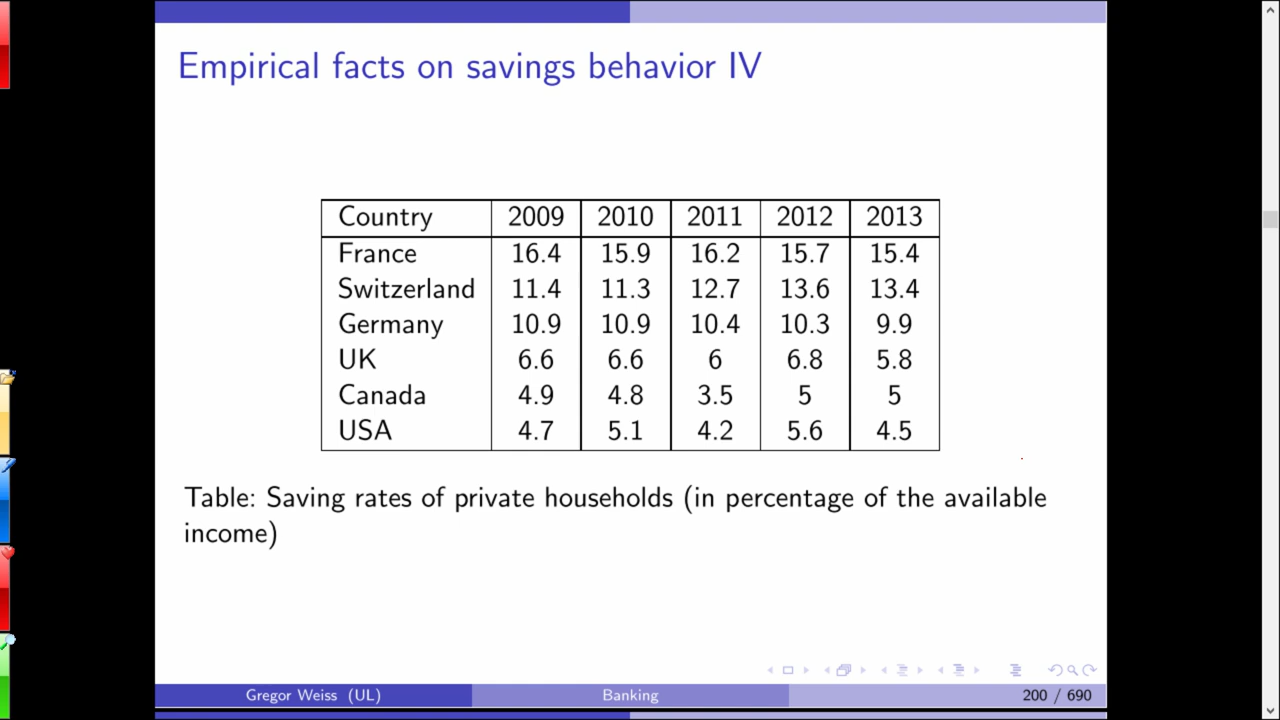 Empirical facts on savings behavior IV
Country 2009 2010 2011 2012 2013
France 16.4 15.9 16.2 15.7 15.4
Switzerland 11.4 11.3 12.7 13.6 13.4
Germany 10.9 10.9 10.4 10.3 9.9
UK 6.6 6.6 6 6.8 5.8
Canada 4.9 4.8 3.5 5 5
USA 4.7 5.1 4.2 5.6 4.5
Table: Saving rates of private households (in percentage of the available
income)
Gregor Weiss (UL) Banking 200 / 690